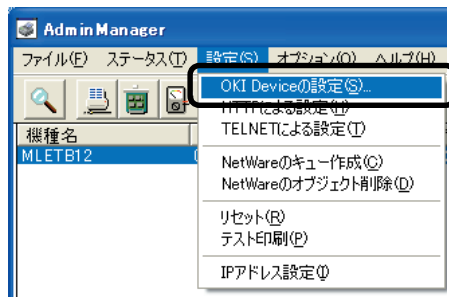 AdminManager
ファイル(F) ステータス(T) 設定(S) オプション(O) ヘルプ(H)
OKI Deviceの設定(S)...
HTTPによる設定(H)
TELNETによる設定(T)
機種名
MLETB12
NetWareのキュー作成(C)
NetWareのオブジェクト削除(D)
リセット(R)
テスト印刷(P)
IPアドレス設定(I)